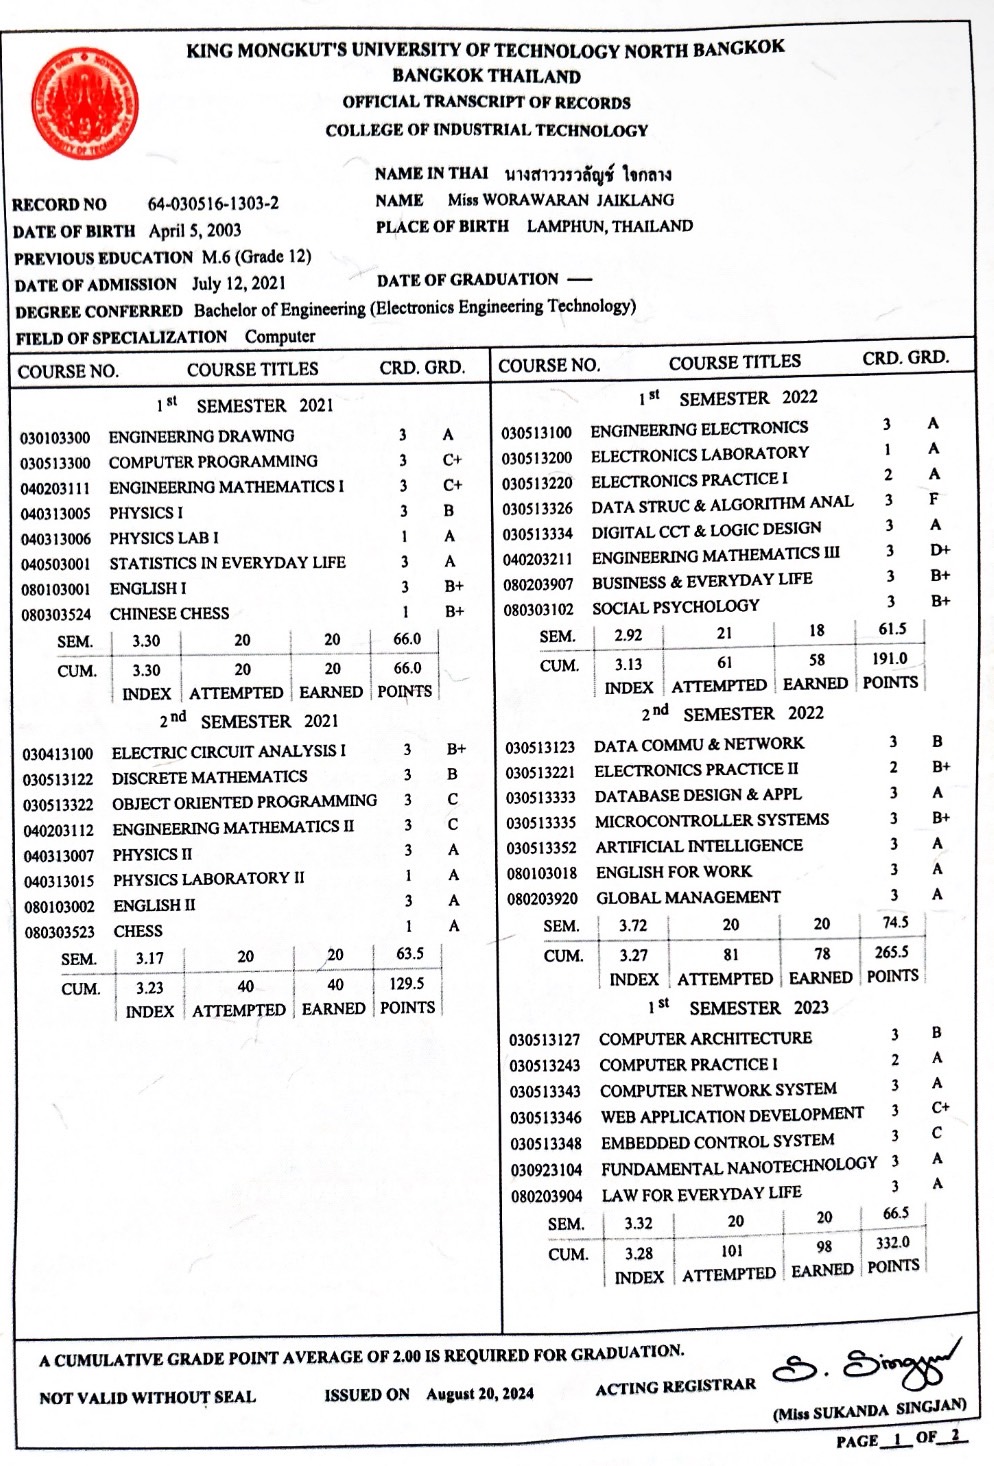 KING MONGKUT'S UNIVERSITY OF TECHNOLOGY NORTH BANGKOK
BANGKOK THAILAND
OFFICIAL TRANSCRIPT OF RECORDS
COLLEGE OF INDUSTRIAL TECHNOLOGY
NAME IN THAI นางสาววรวลัญช์ ใจกลาง
RECORD NO 64-030516-1303-2 NAME Miss WORAWARAN JAIKLANG
DATE OF BIRTH April 5, 2003 PLACE OF BIRTH LAMPHUN, THAILAND
PREVIOUS EDUCATION M.6 (Grade 12)
DATE OF ADMISSION July 12, 2021 DATE OF GRADUATION —
DEGREE CONFERRED Bachelor of Engineering (Electronics Engineering Technology)
FIELD OF SPECIALIZATION Computer
COURSE NO. COURSE TITLES CRD. GRD.
1st SEMESTER 2021
030103300 ENGINEERING DRAWING 3 A
030513300 COMPUTER PROGRAMMING 3 C+
040203111 ENGINEERING MATHEMATICS I 3 C+
040313005 PHYSICS I 3 B
040313006 PHYSICS LAB I 1 A
040503001 STATISTICS IN EVERYDAY LIFE 3 A
080103001 ENGLISH I 3 B+
080303524 CHINESE CHESS 1 B+
SEM. 3.30 20 20 66.0
CUM. 3.30 20 20 66.0
INDEX ATTEMPTED EARNED POINTS
2nd SEMESTER 2021
030413100 ELECTRIC CIRCUIT ANALYSIS I 3 B+
030513122 DISCRETE MATHEMATICS 3 B
030513322 OBJECT ORIENTED PROGRAMMING 3 C
040203112 ENGINEERING MATHEMATICS II 3 C
040313007 PHYSICS II 3 A
040313015 PHYSICS LABORATORY II 1 A
080103002 ENGLISH II 3 A
080303523 CHESS 1 A
SEM. 3.17 20 20 63.5
CUM. 3.23 40 40 129.5
INDEX ATTEMPTED EARNED POINTS
COURSE NO. COURSE TITLES CRD. GRD.
1st SEMESTER 2022
030513100 ENGINEERING ELECTRONICS 3 A
030513200 ELECTRONICS LABORATORY 1 A
030513220 ELECTRONICS PRACTICE I 2 A
030513326 DATA STRUC & ALGORITHM ANAL 3 F
030513334 DIGITAL CCT & LOGIC DESIGN 3 A
040203211 ENGINEERING MATHEMATICS III 3 D+
080203907 BUSINESS & EVERYDAY LIFE 3 B+
080303102 SOCIAL PSYCHOLOGY 3 B+
SEM. 2.92 21 18 61.5
CUM. 3.13 61 58 191.0
INDEX ATTEMPTED EARNED POINTS
2nd SEMESTER 2022
030513123 DATA COMMU & NETWORK 3 B
030513221 ELECTRONICS PRACTICE II 2 B+
030513333 DATABASE DESIGN & APPL 3 A
030513335 MICROCONTROLLER SYSTEMS 3 B+
030513352 ARTIFICIAL INTELLIGENCE 3 A
080103018 ENGLISH FOR WORK 3 A
080203920 GLOBAL MANAGEMENT 3 A
SEM. 3.72 20 20 74.5
CUM. 3.27 81 78 265.5
INDEX ATTEMPTED EARNED POINTS
1st SEMESTER 2023
030513127 COMPUTER ARCHITECTURE 3 B
030513243 COMPUTER PRACTICE I 2 A
030513343 COMPUTER NETWORK SYSTEM 3 A
030513346 WEB APPLICATION DEVELOPMENT 3 C+
030513348 EMBEDDED CONTROL SYSTEM 3 C
030923104 FUNDAMENTAL NANOTECHNOLOGY 3 A
080203904 LAW FOR EVERYDAY LIFE 3 A
SEM. 3.32 20 20 66.5
CUM. 3.28 101 98 332.0
INDEX ATTEMPTED EARNED POINTS
A CUMULATIVE GRADE POINT AVERAGE OF 2.00 IS REQUIRED FOR GRADUATION.
NOT VALID WITHOUT SEAL ISSUED ON August 20, 2024 ACTING REGISTRAR S. Singjan
(Miss SUKANDA SINGJAN)
PAGE 1 OF 2